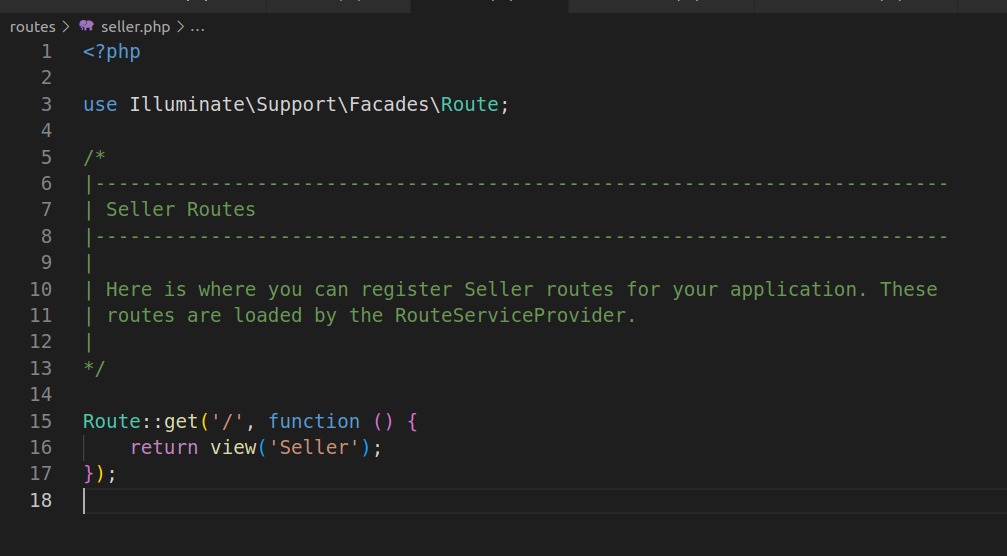 routes > seller.php > ...
1 <?php
2
3 use Illuminate\Support\Facades\Route;
4
5 /*
6 |--------------------------------------------------------------------------
7 | Seller Routes
8 |--------------------------------------------------------------------------
9 |
10 | Here is where you can register Seller routes for your application. These
11 | routes are loaded by the RouteServiceProvider.
12 |
13 */
14
15 Route::get('/', function () {
16     return view('Seller');
17 });
18